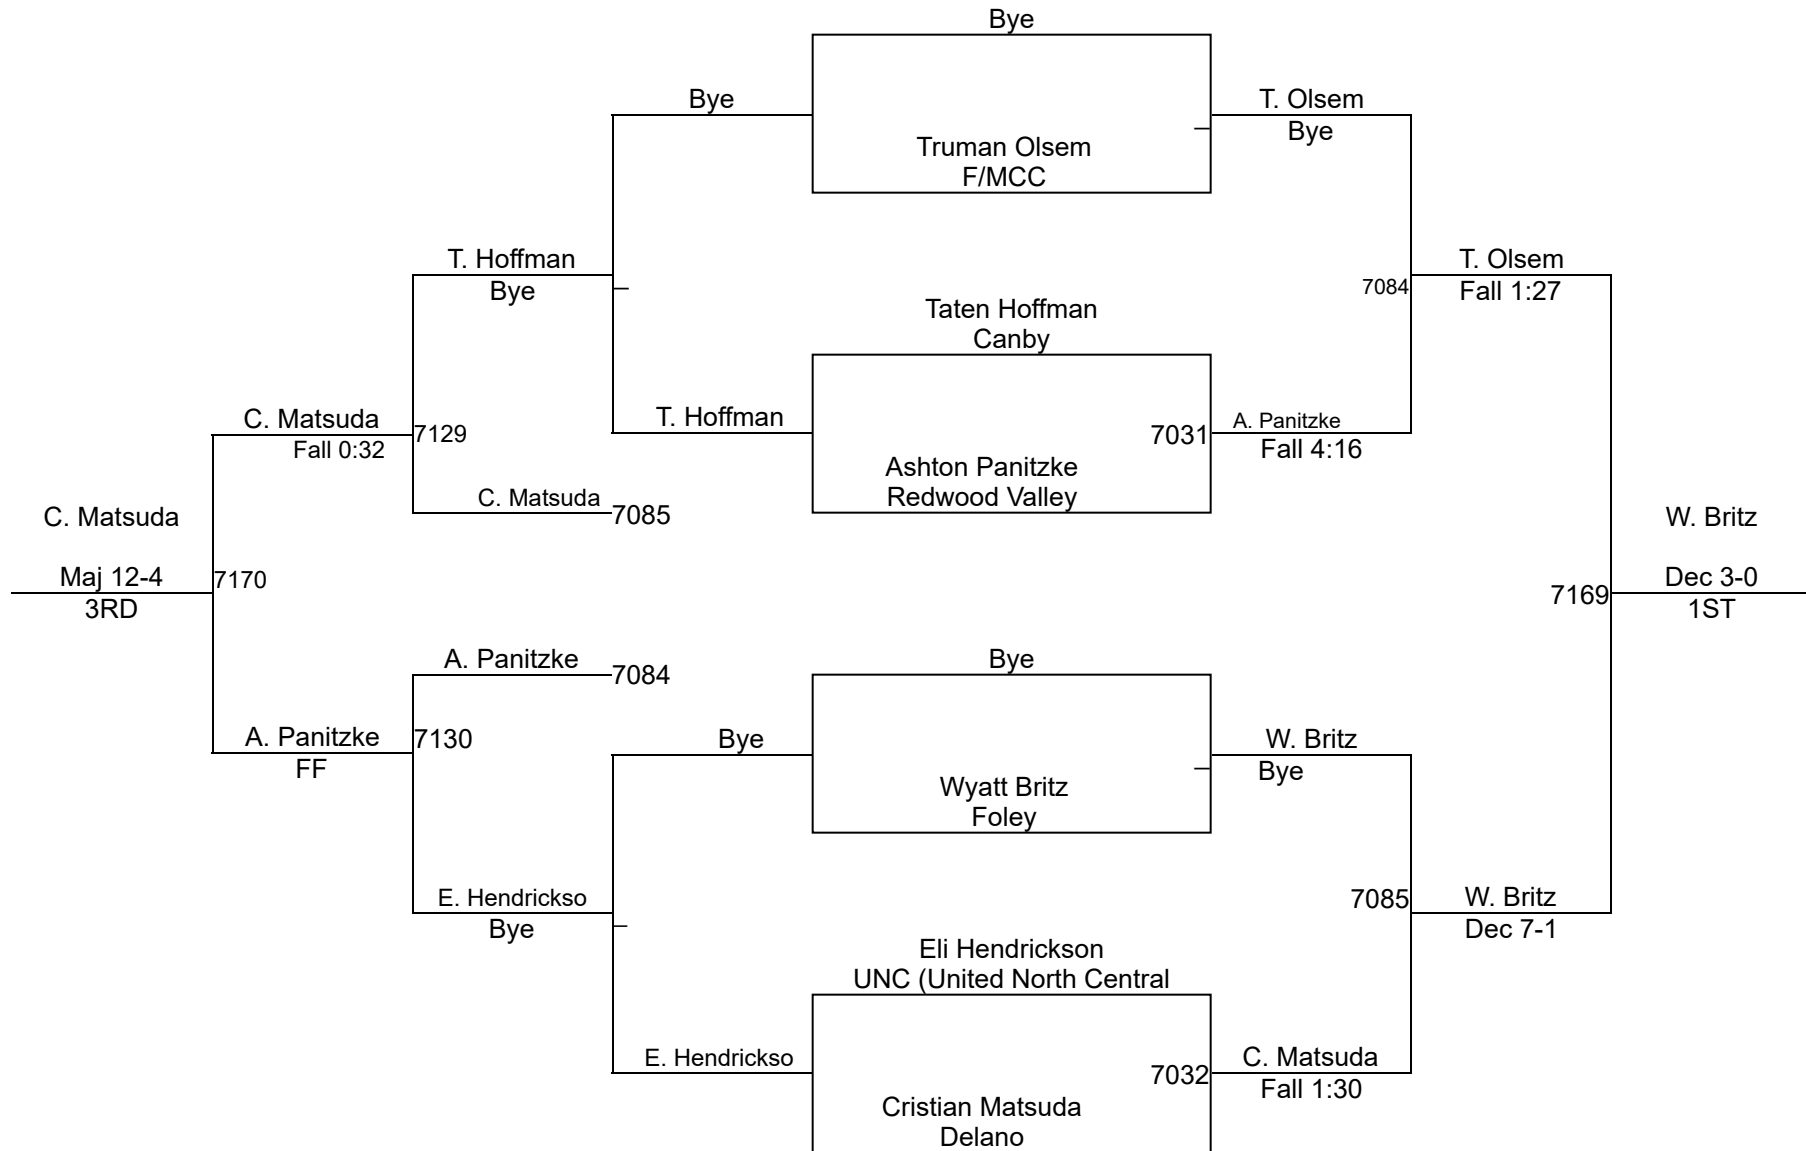 Bye
Bye
T. Olsem
Bye
Truman Olsem
F/MCC
T. Hoffman
Bye
T. Olsem
Fall 1:27
7084
Taten Hoffman
Canby
C. Matsuda
Fall 0:32
7129
T. Hoffman
7031
A. Panitzke
Fall 4:16
Ashton Panitzke
Redwood Valley
C. Matsuda
7085
C. Matsuda
Maj 12-4
3RD
7170
W. Britz
Dec 3-0
1ST
7169
A. Panitzke
7084
Bye
A. Panitzke
FF
7130
Bye
W. Britz
Bye
Wyatt Britz
Foley
E. Hendrickso
Bye
7085
W. Britz
Dec 7-1
Eli Hendrickson
UNC (United North Central
E. Hendrickso
7032
C. Matsuda
Fall 1:30
Cristian Matsuda
Delano